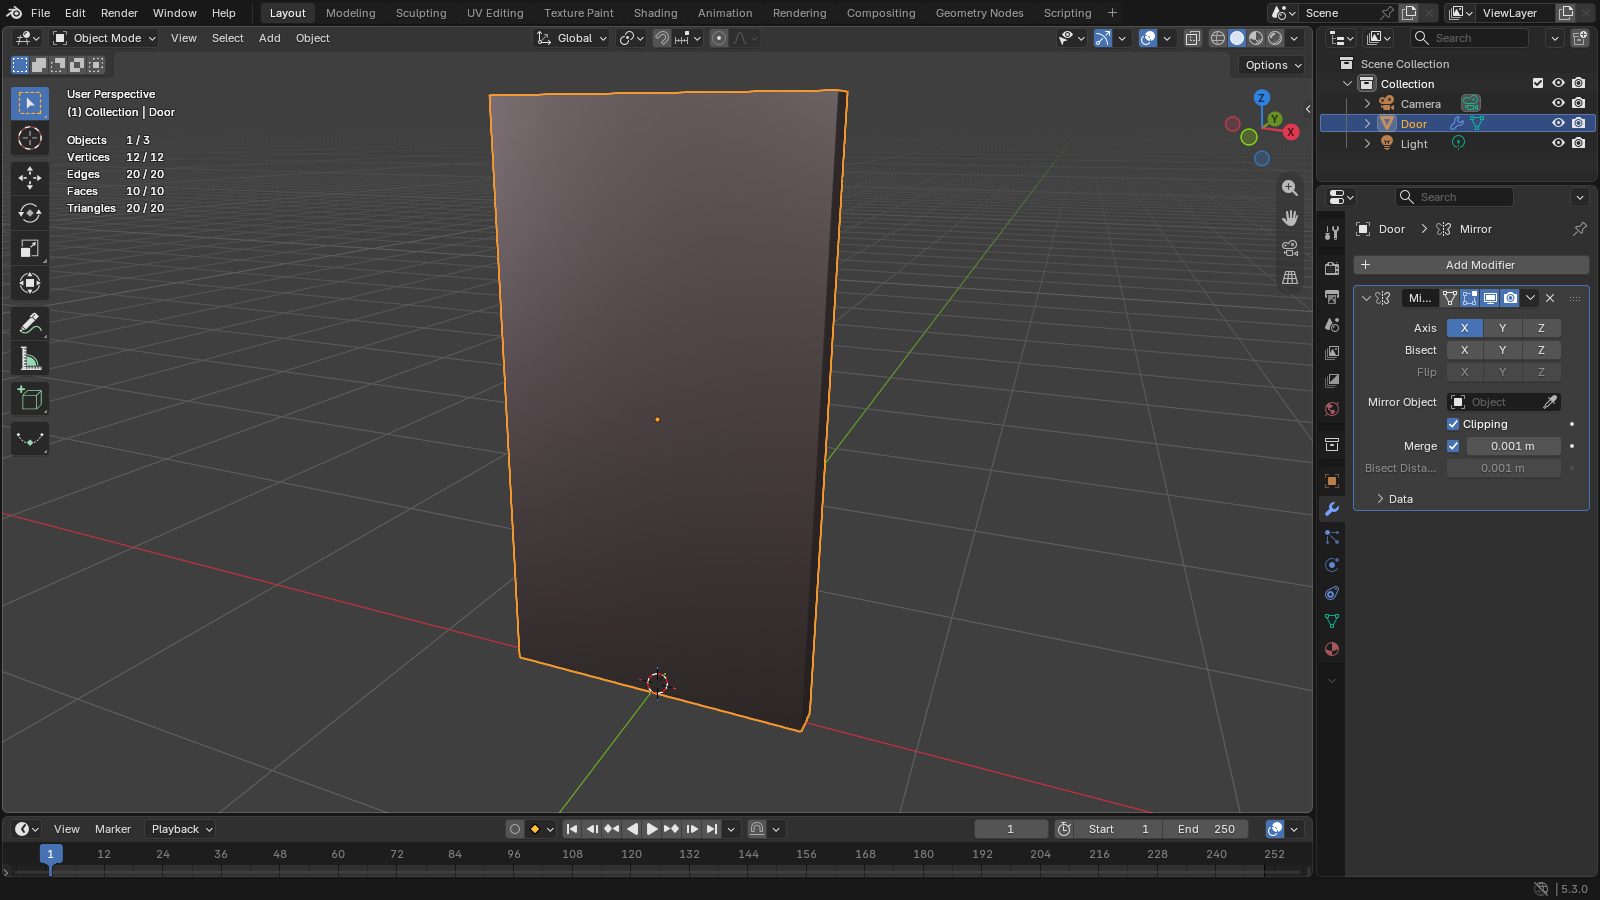 File Edit Render Window Help Layout Modeling Sculpting UV Editing Texture Paint Shading Animation Rendering Compositing Geometry Nodes Scripting + Scene ViewLayer
Object Mode View Select Add Object Global Search
Options
User Perspective
(1) Collection | Door
Objects 1 / 3
Vertices 12 / 12
Edges 20 / 20
Faces 10 / 10
Triangles 20 / 20
Z
Y
X
Scene Collection
Collection
Camera
Door
Light
Search
Door Mirror
Add Modifier
Mi...
Axis X Y Z
Bisect X Y Z
Flip X Y Z
Mirror Object Object
Clipping
Merge 0.001 m
Bisect Dista... 0.001 m
Data
View Marker Playback 1 Start 1 End 250
1 12 24 36 48 60 72 84 96 108 120 132 144 156 168 180 192 204 216 228 240 252
5.3.0